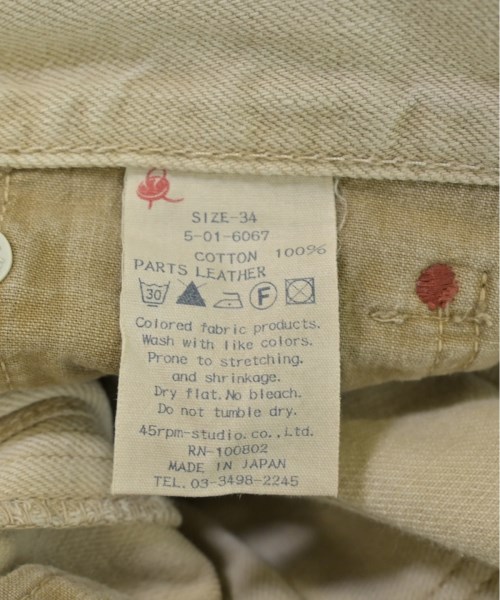 R
SIZE-34
5-01-6067
COTTON 100%
PARTS LEATHER
30 F
Colored fabric products.
Wash with like colors.
Prone to stretching.
and shrinkage.
Dry flat. No bleach.
Do not tumble dry.
45rpm-studio.co.,Ltd.
RN-100802
MADE IN JAPAN
TEL. 03-3498-2245